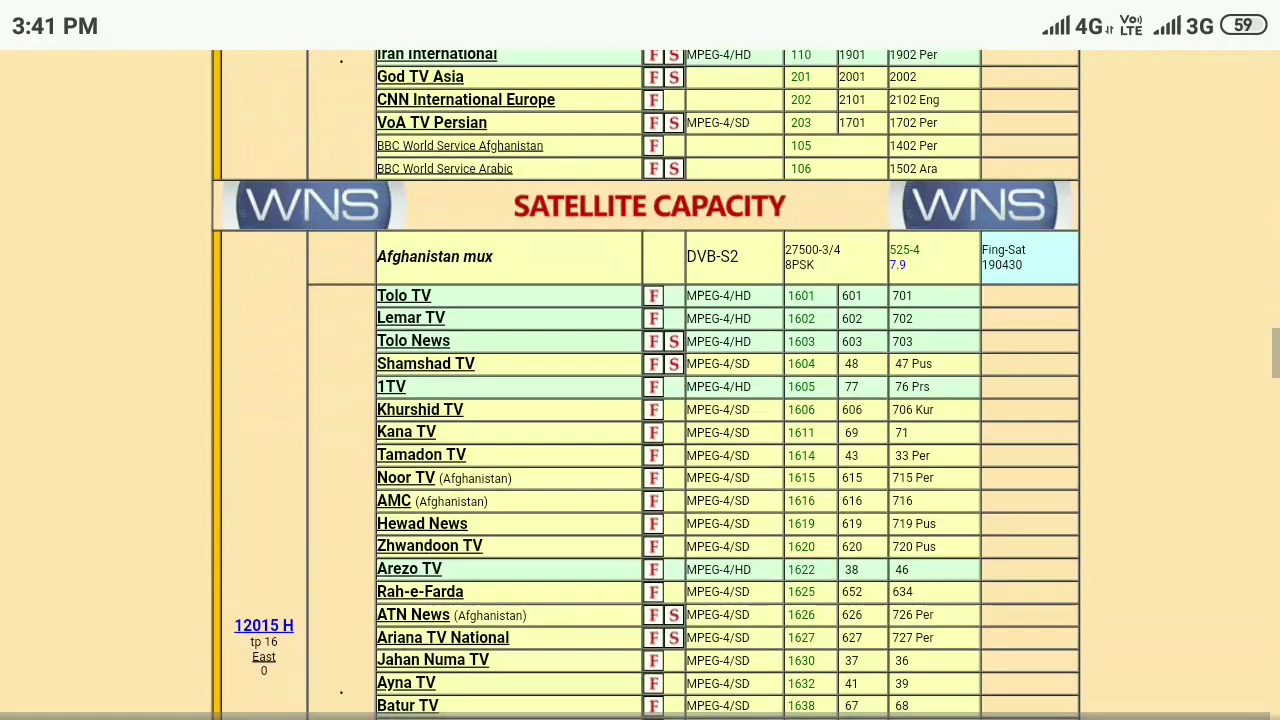 3:41 PM 4G Vo) LTE 3G 59
Iran International F S MPEG-4/HD 110 1901 1902 Per
God TV Asia F S 201 2001 2002
CNN International Europe F 202 2101 2102 Eng
VoA TV Persian F S MPEG-4/SD 203 1701 1702 Per
BBC World Service Afghanistan F 105 1402 Per
BBC World Service Arabic F S 106 1502 Ara
WNS SATELLITE CAPACITY WNS
Afghanistan mux DVB-S2 27500-3/4 525-4 Fing-Sat
8PSK 7.9 190430
Tolo TV F MPEG-4/HD 1601 601 701
Lemar TV F MPEG-4/HD 1602 602 702
Tolo News F S MPEG-4/HD 1603 603 703
Shamshad TV F S MPEG-4/SD 1604 48 47 Pus
1TV F MPEG-4/HD 1605 77 76 Prs
Khurshid TV F MPEG-4/SD 1606 606 706 Kur
Kana TV F MPEG-4/SD 1611 69 71
Tamadon TV F MPEG-4/SD 1614 43 33 Per
Noor TV (Afghanistan) F MPEG-4/SD 1615 615 715 Per
AMC (Afghanistan) F MPEG-4/SD 1616 616 716
Hewad News F MPEG-4/SD 1619 619 719 Pus
Zhwandoon TV F MPEG-4/SD 1620 620 720 Pus
Arezo TV F MPEG-4/HD 1622 38 46
Rah-e-Farda F MPEG-4/SD 1625 652 634
ATN News (Afghanistan) F S MPEG-4/SD 1626 626 726 Per
12015 H
tp 16
East
0
Ariana TV National F S MPEG-4/SD 1627 627 727 Per
Jahan Numa TV F MPEG-4/SD 1630 37 36
Ayna TV F MPEG-4/SD 1632 41 39
Batur TV F MPEG-4/SD 1638 67 68